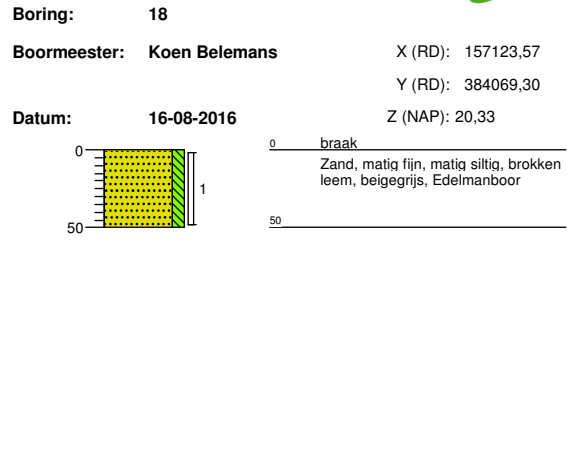 Boring: 18
Boormeester: Koen Belemans X (RD): 157123,57
Y (RD): 384069,30
Datum: 16-08-2016 Z (NAP): 20,33
0 0 braak
Zand, matig fijn, matig siltig, brokken
leem, beigegrijs, Edelmanboor
1
50 50